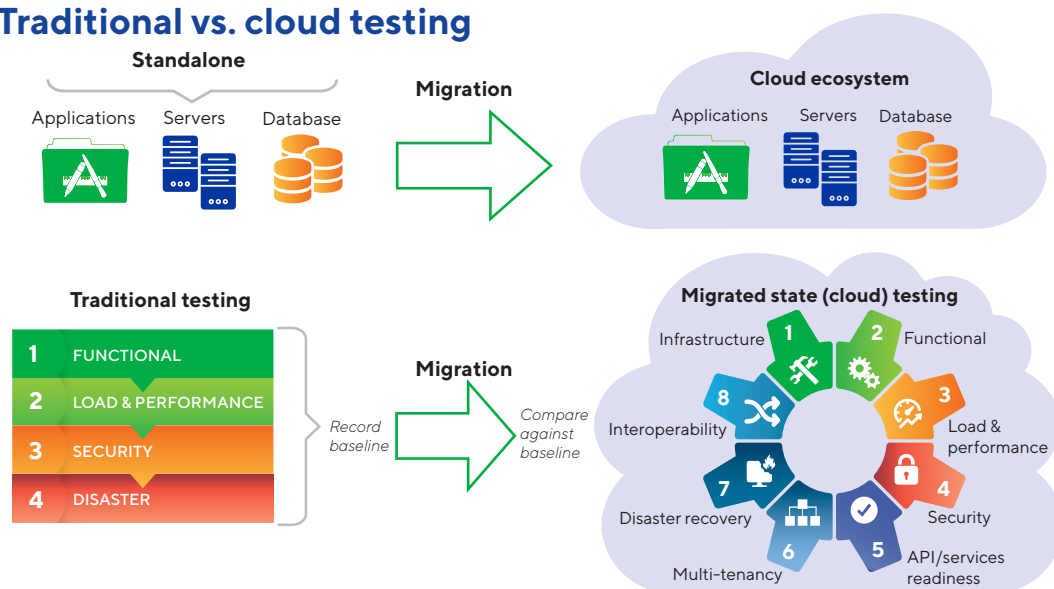 Traditional vs. cloud testing
Standalone
Applications
Servers
Database
Migration
Cloud ecosystem
Applications
Servers
Database
Traditional testing
1 FUNCTIONAL
2 LOAD & PERFORMANCE
3 SECURITY
4 DISASTER
Record
baseline
Migration
Compare
against
baseline
Migrated state (cloud) testing
1
Infrastructure
2
Functional
3
Load &
performance
4
Security
5
API/services
readiness
6
Multi-tenancy
7
Disaster recovery
8
Interoperability